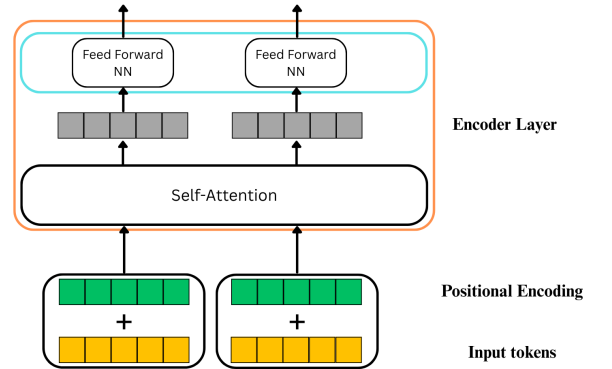 Feed Forward
NN
Feed Forward
NN
Encoder Layer
Self-Attention
Positional Encoding
+
+
Input tokens